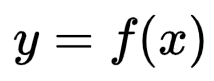 y = f(x)